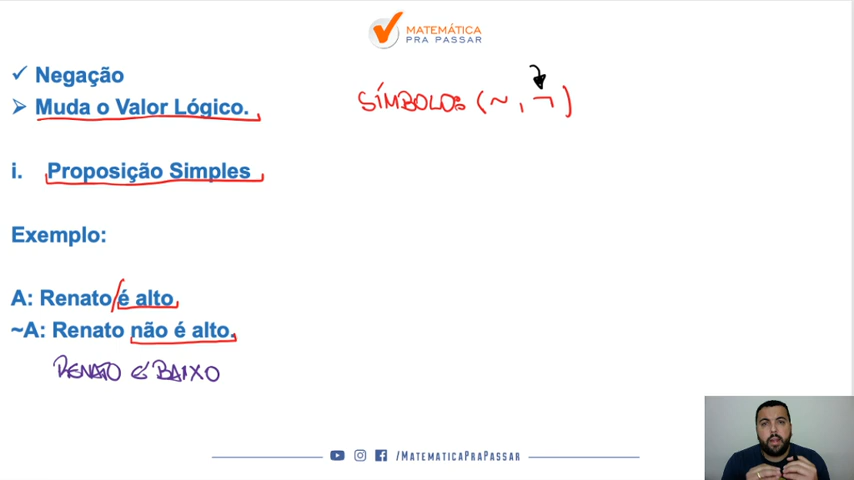 MATEMÁTICA
PRA PASSAR
✓ Negação
➢ Muda o Valor Lógico.
SÍMBOLOS (~, ¬)
i. Proposição Simples
Exemplo:
A: Renato é alto.
~A: Renato não é alto.
RENATO É BAIXO
/MATEMATICAPRAPASSAR